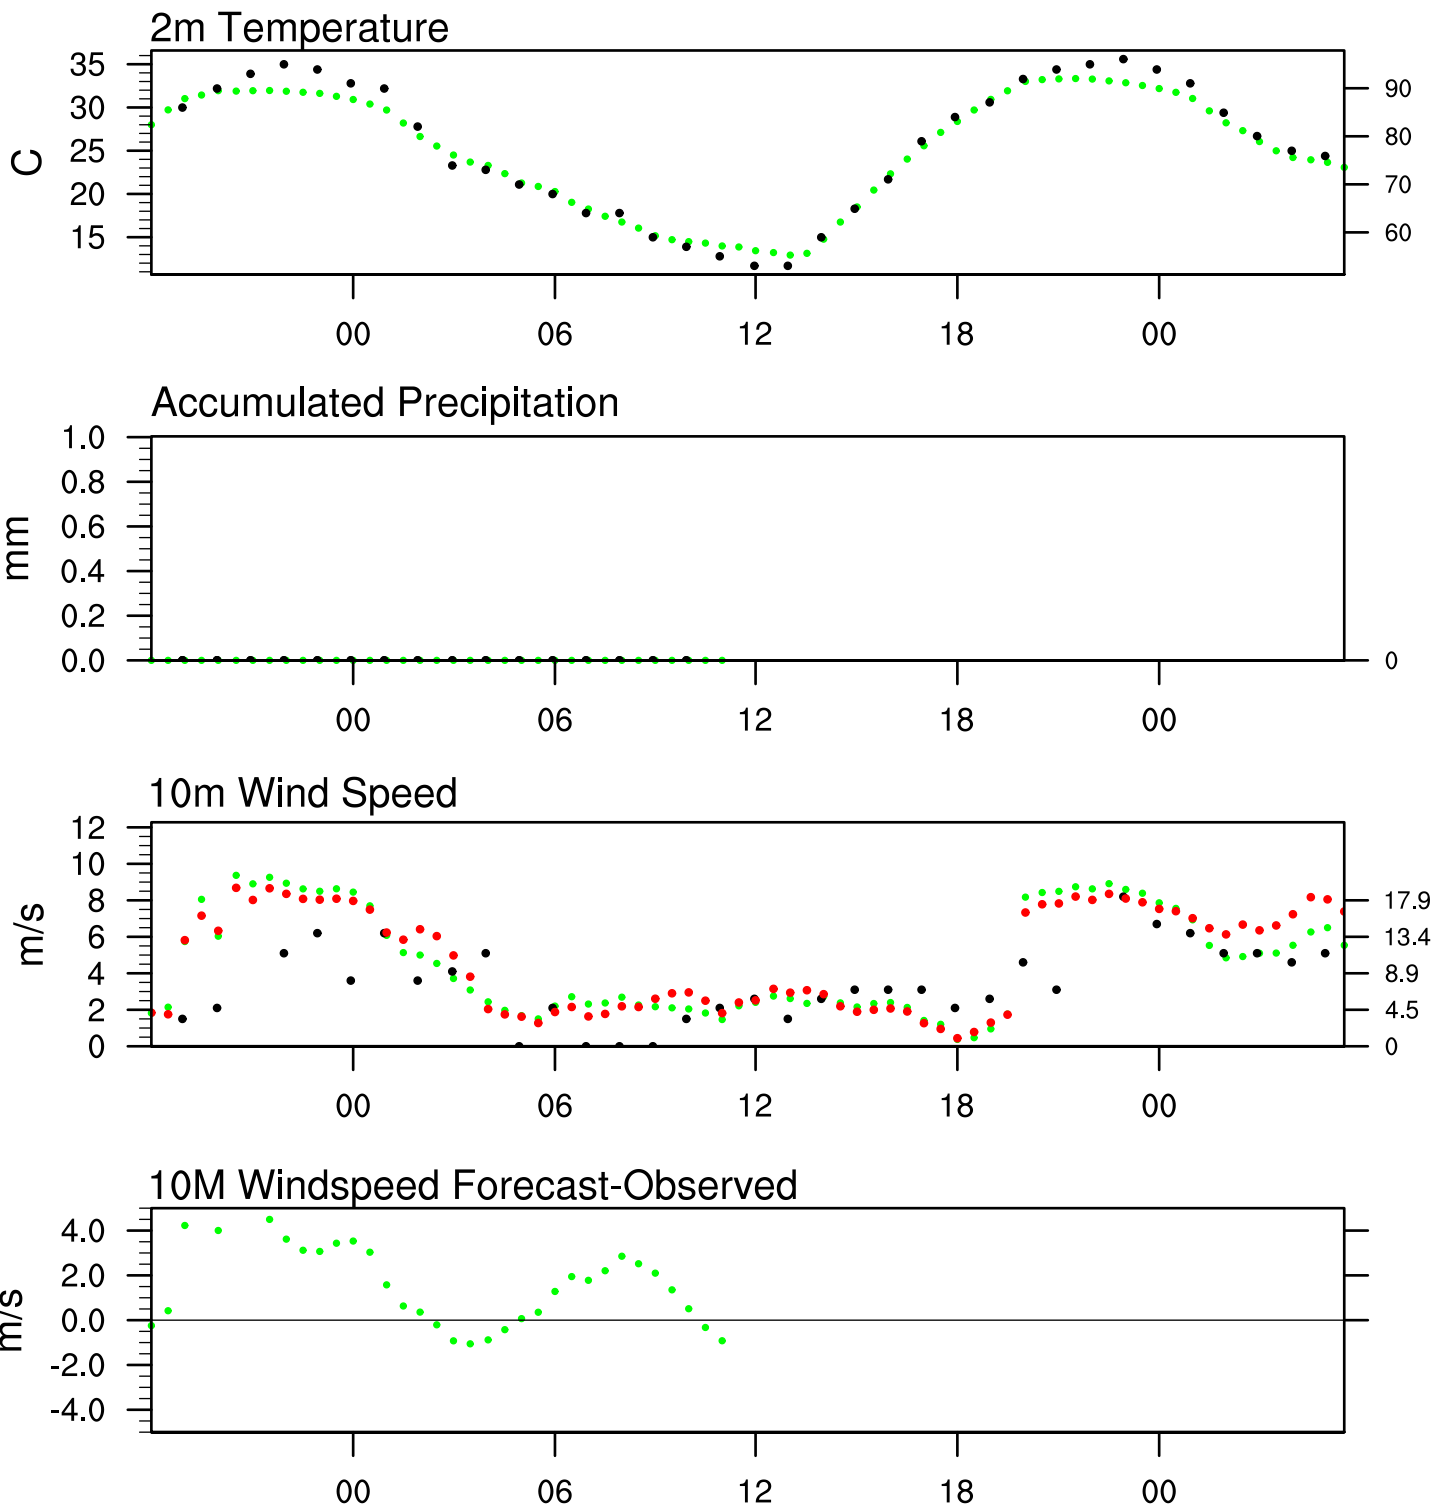 2m Temperature
35
30
25
20
15
C
90
80
70
60
00 06 12 18 00
Accumulated Precipitation
1.0
0.8
0.6
0.4
0.2
0.0
mm
0
00 06 12 18 00
10m Wind Speed
12
10
8
6
4
2
0
m/s
17.9
13.4
8.9
4.5
0
00 06 12 18 00
10M Windspeed Forecast-Observed
4.0
2.0
0.0
-2.0
-4.0
m/s
00 06 12 18 00